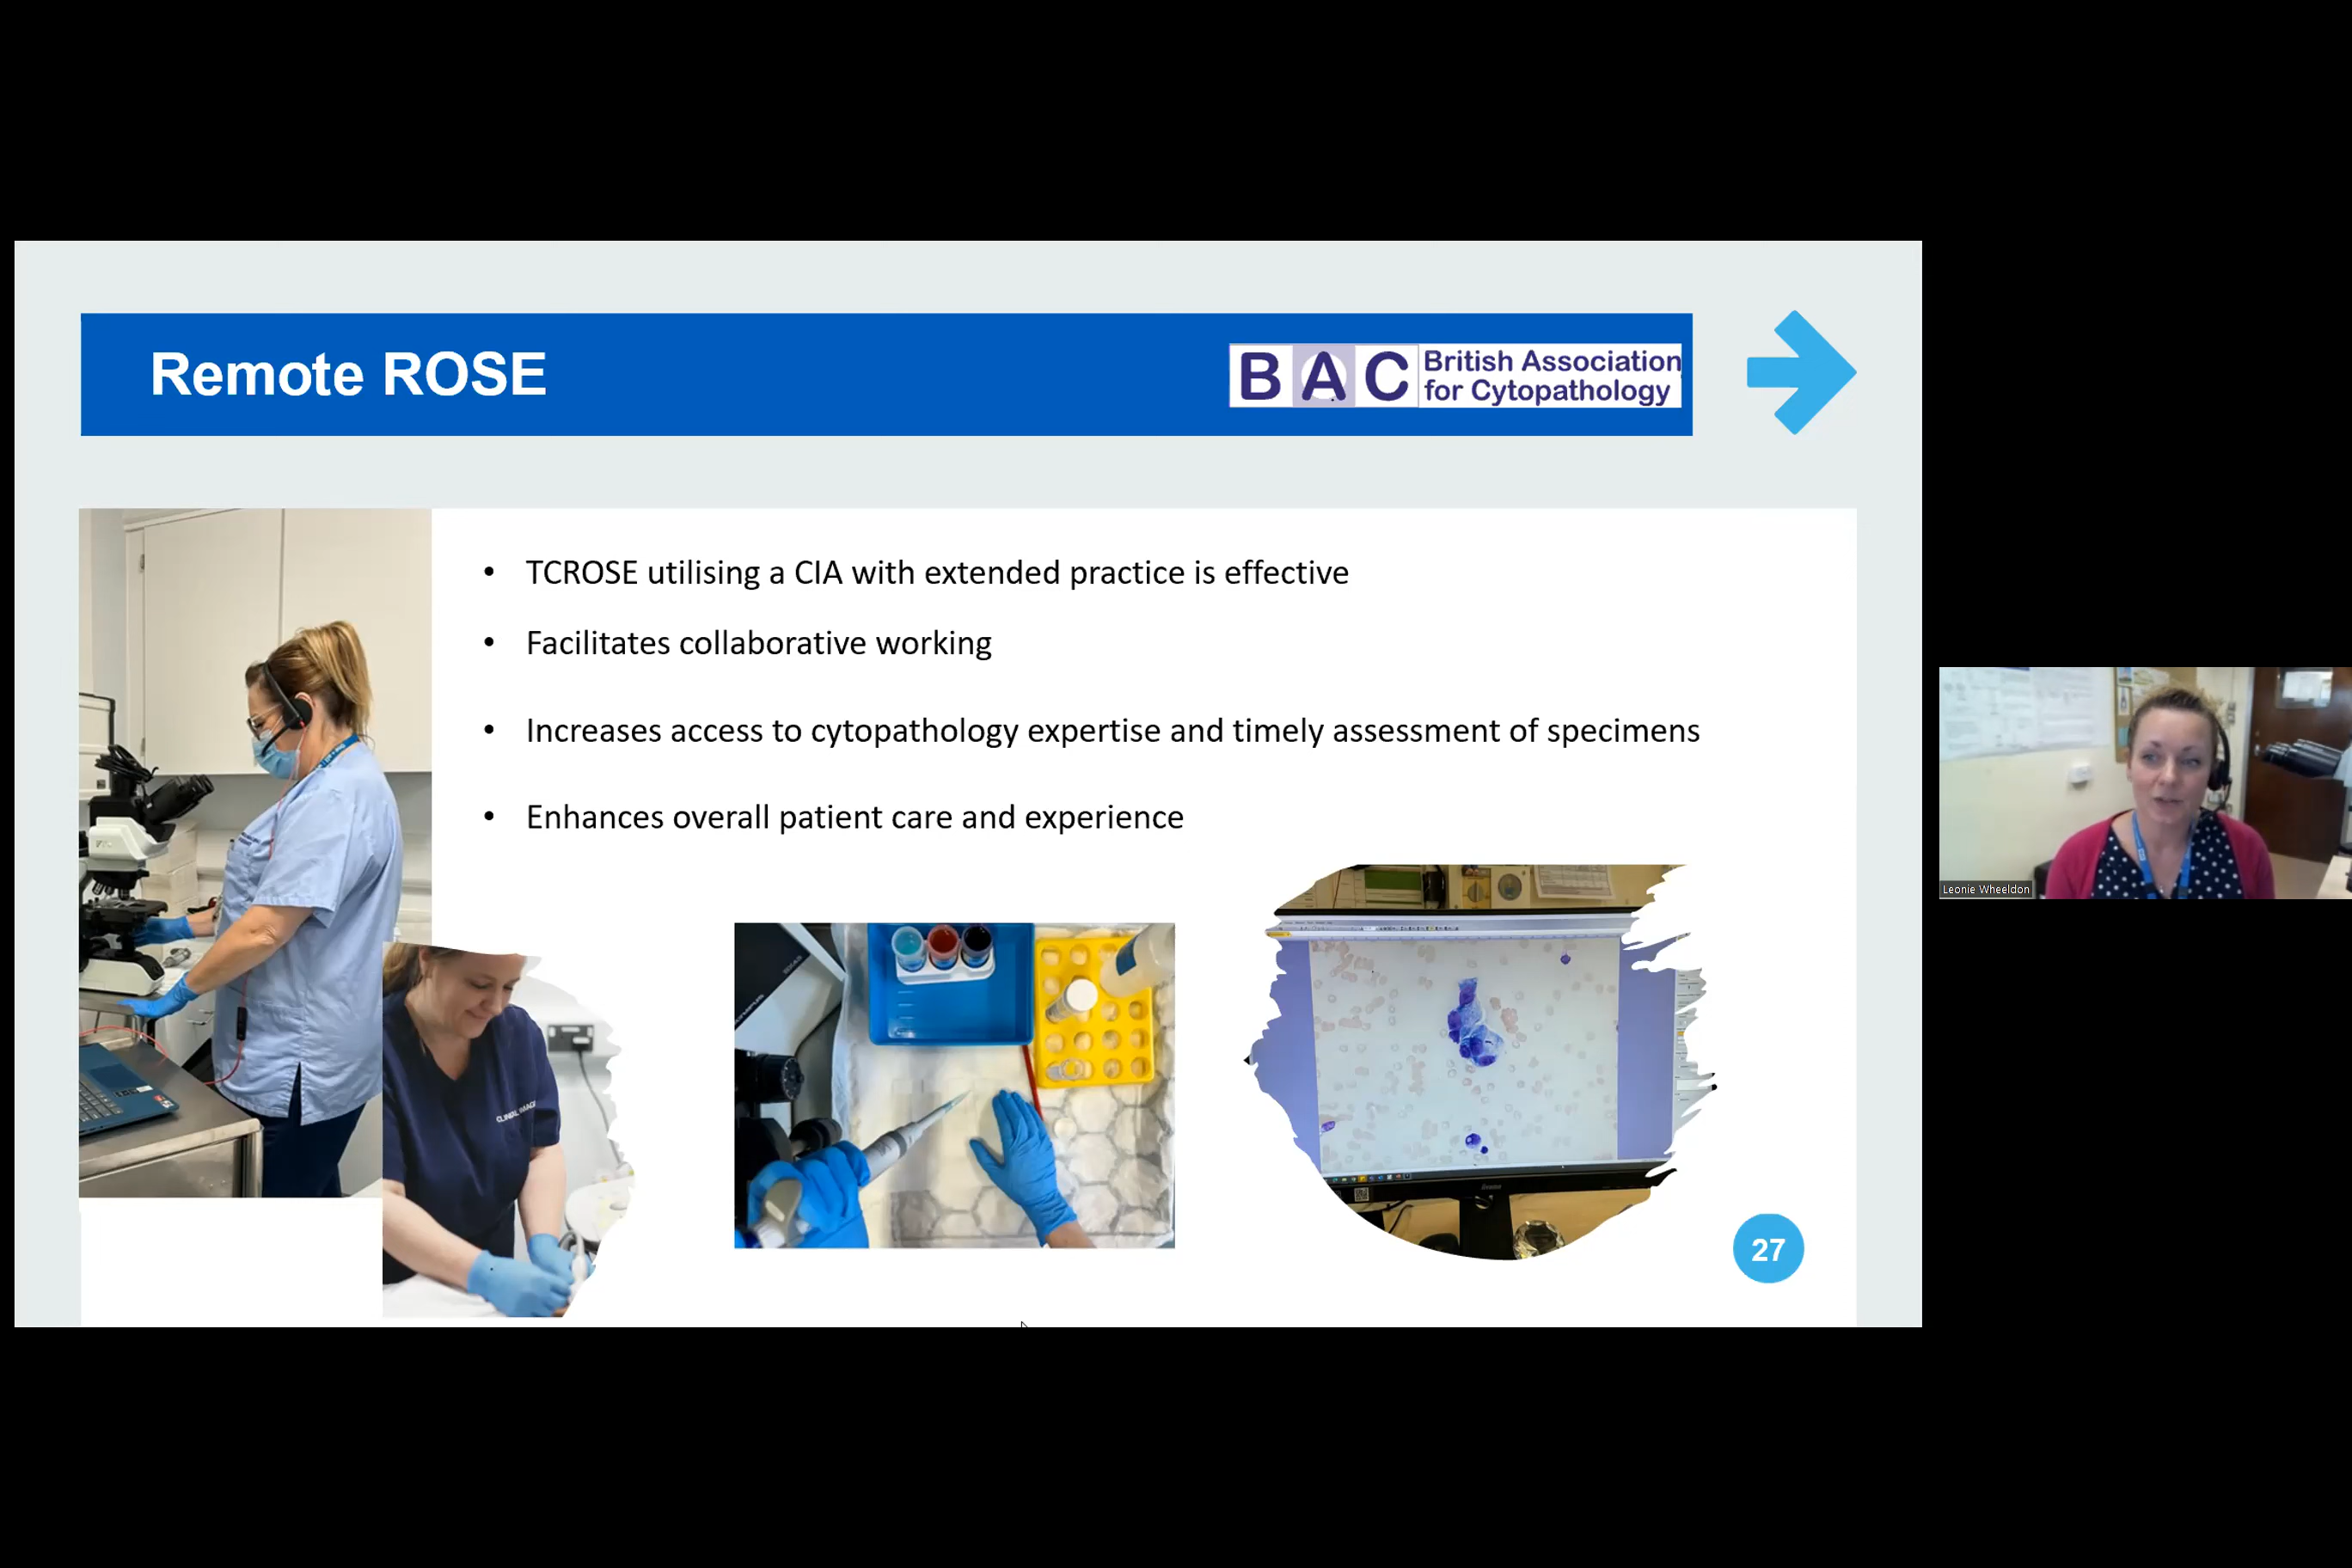 Remote ROSE
B A C British Association
for Cytopathology
• TCROSE utilising a CIA with extended practice is effective
• Facilitates collaborative working
• Increases access to cytopathology expertise and timely assessment of specimens
• Enhances overall patient care and experience
27
Leonie Wheeldon